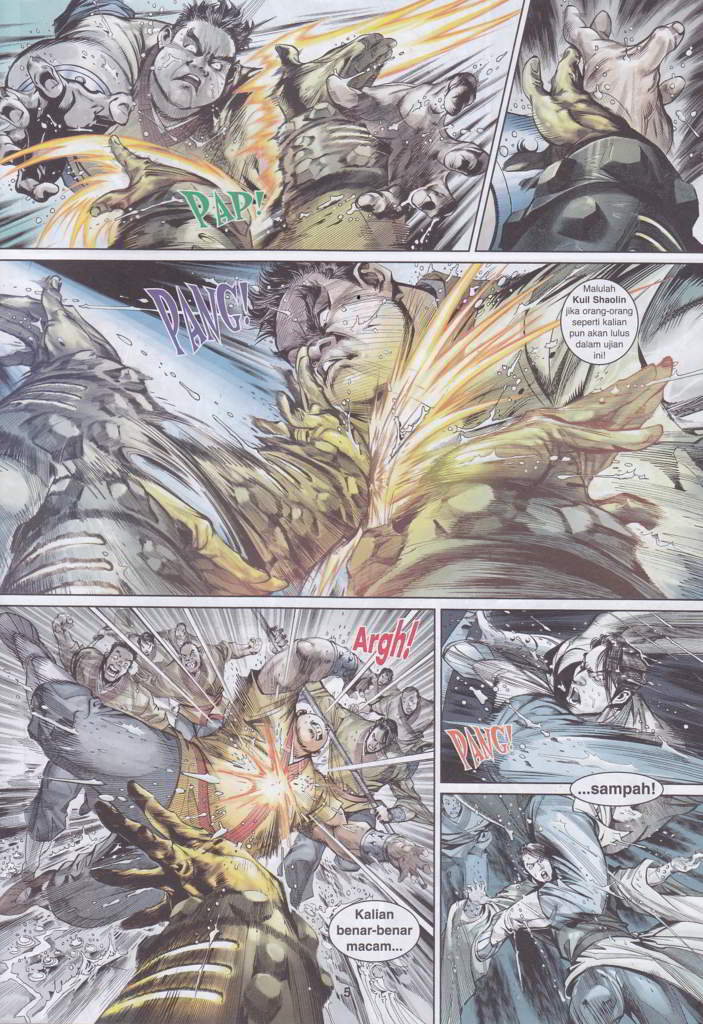 PAP!
PANG!
Malulah
Kuil Shaolin
jika orang-orang
seperti kalian
pun akan lulus
dalam ujian
ini!
Argh!
Kalian
benar-benar
macam...
PANG!
...sampah!
5